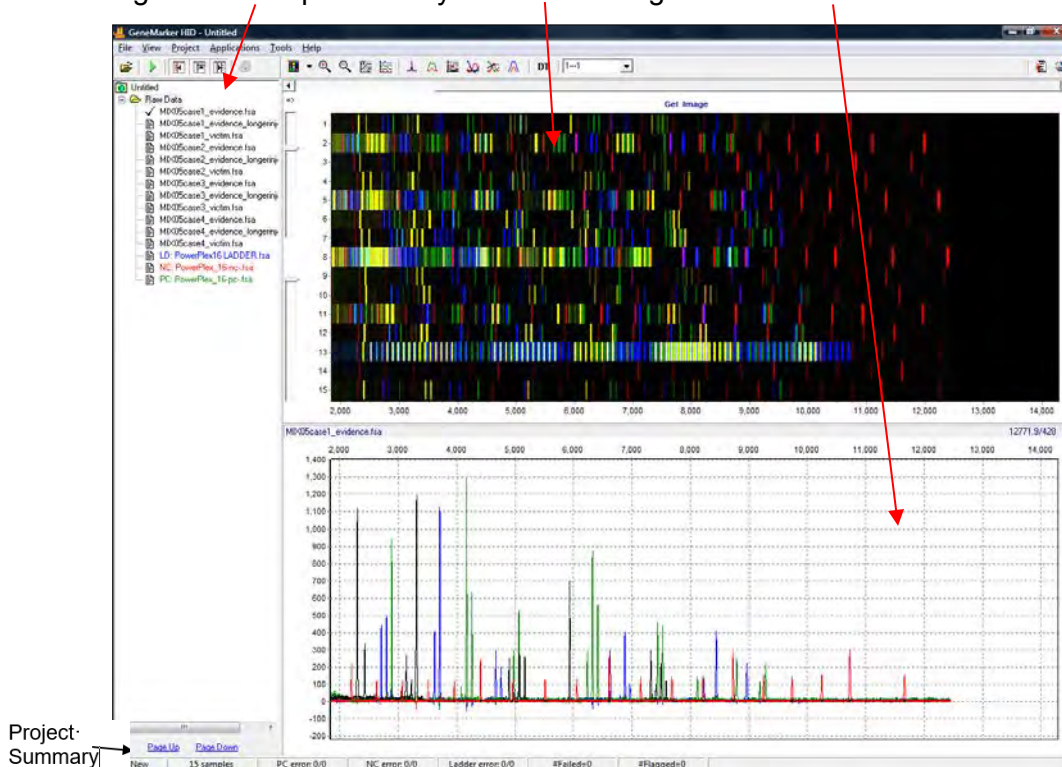 GeneMarker HID - Untitled
File View Project Applications Tools Help
DT 1--1
Untitled
Raw Data
MIX05case1_evidence.fsa
MIX05case1_evidence_longerinj
MIX05case1_victim.fsa
MIX05case2_evidence.fsa
MIX05case2_evidence_longerinj
MIX05case2_victim.fsa
MIX05case3_evidence.fsa
MIX05case3_evidence_longerinj
MIX05case3_victim.fsa
MIX05case4_evidence.fsa
MIX05case4_evidence_longerinj
MIX05case4_victim.fsa
LD: PowerPlex16 LADDER.fsa
NC: PowerPlex_16-nc-.fsa
PC: PowerPlex_16-pc-.fsa
Gel Image
1
2
3
4
5
6
7
8
9
10
11
12
13
14
15
2,000 3,000 4,000 5,000 6,000 7,000 8,000 9,000 10,000 11,000 12,000 13,000 14,000
MIX05case1_evidence.fsa 12771.9/428
2,000 3,000 4,000 5,000 6,000 7,000 8,000 9,000 10,000 11,000 12,000 13,000 14,000
1,400
1,300
1,200
1,100
1,000
900
800
700
600
500
400
300
200
100
0
-100
-200
Project
Summary
Page Up Page Down
New 15 samples PC error: 0/0 NC error: 0/0 Ladder error: 0/0 #Failed=0 #Flagged=0